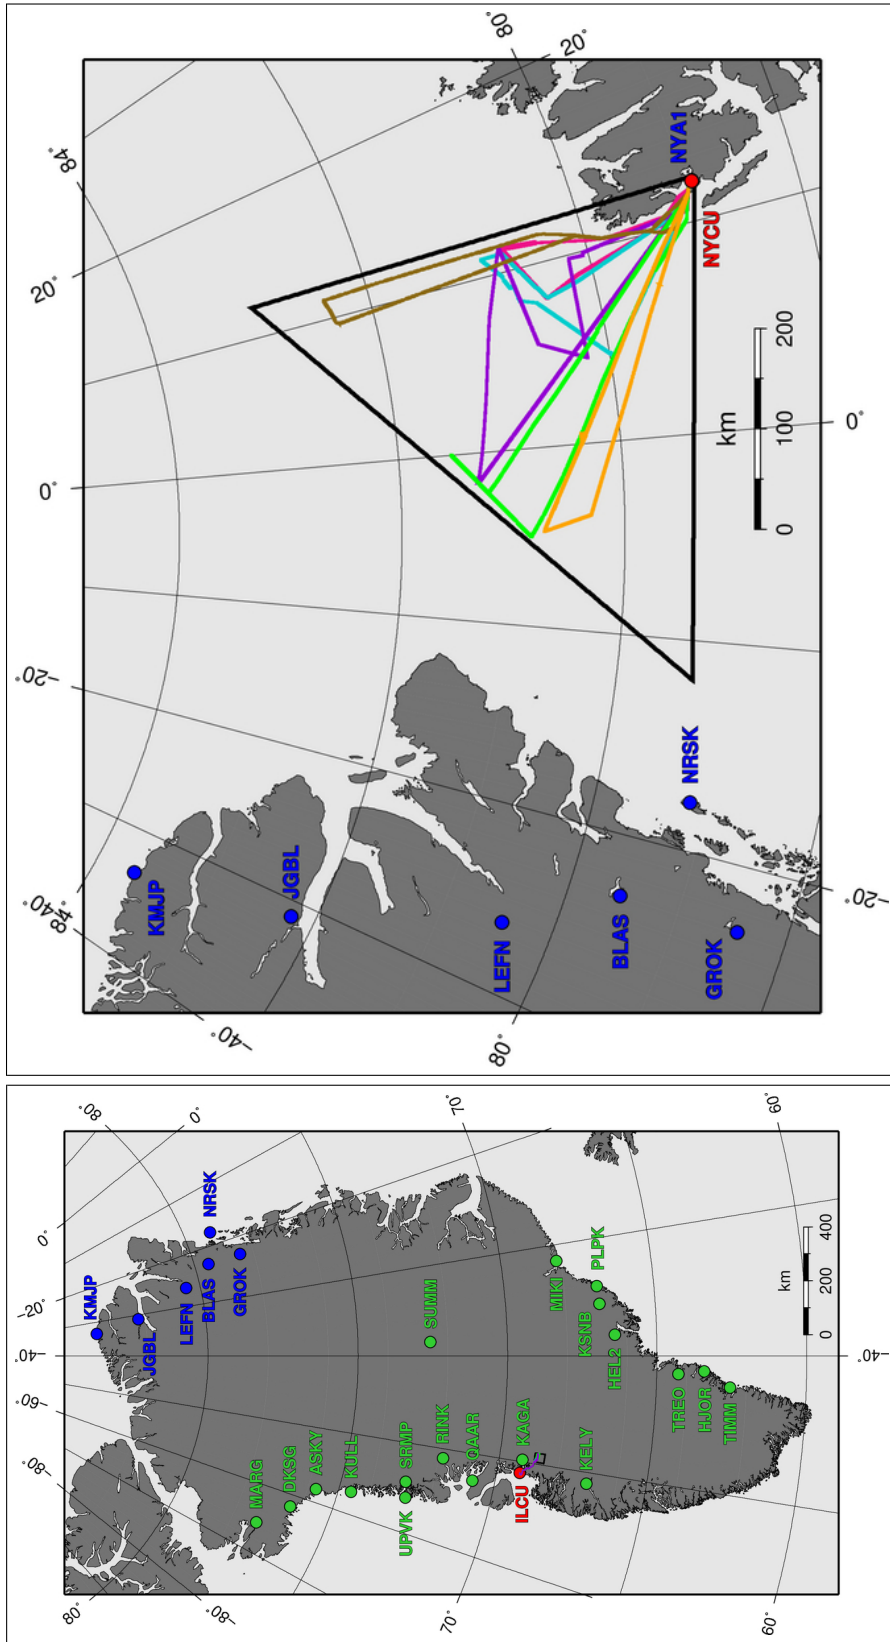 80°
20°
84°
20°
0°
-20°
-40°
84°
-40°
80°
-20°
0°
KMJP
JGBL
LEFN
BLAS
GROK
NRSK
NYA1
NYCU
km
0
100
200
80°
0°
70°
60°
0°
-20°
-40°
-60°
-80°
80°
-80°
70°
60°
-40°
KMJP
JGBL
LEFN
BLAS
GROK
NRSK
MARG
DKSG
ASKY
KULL
UPVK
SRMP
RINK
QAAR
KAGA
ILCU
KELY
SUMM
MIKI
PLPK
KSNB
HEL2
TREO
HJOR
TIMM
km
0
200
400